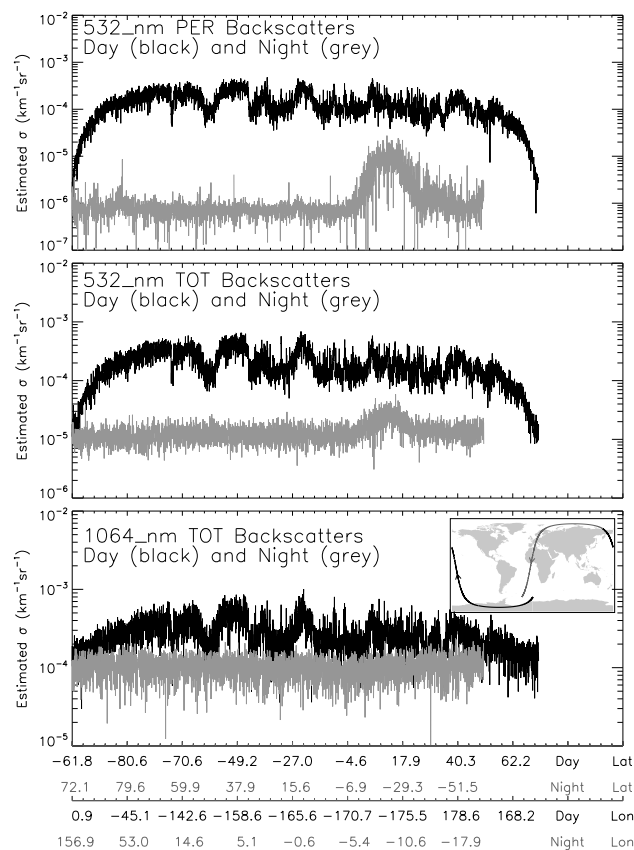 10⁻²
532_nm PER Backscatters
Day (black) and Night (grey)
10⁻³
10⁻⁴
10⁻⁵
10⁻⁶
10⁻⁷
Estimated σ (km⁻¹sr⁻¹)
10⁻²
532_nm TOT Backscatters
Day (black) and Night (grey)
10⁻³
10⁻⁴
10⁻⁵
10⁻⁶
Estimated σ (km⁻¹sr⁻¹)
10⁻²
1064_nm TOT Backscatters
Day (black) and Night (grey)
10⁻³
10⁻⁴
10⁻⁵
Estimated σ (km⁻¹sr⁻¹)
−61.8 −80.6 −70.6 −49.2 −27.0 −4.6 17.9 40.3 62.2 Day Lat
72.1 79.6 59.9 37.9 15.6 −6.9 −29.3 −51.5 Night Lat
0.9 −45.1 −142.6 −158.6 −165.6 −170.7 −175.5 178.6 168.2 Day Lon
156.9 53.0 14.6 5.1 −0.6 −5.4 −10.6 −17.9 Night Lon